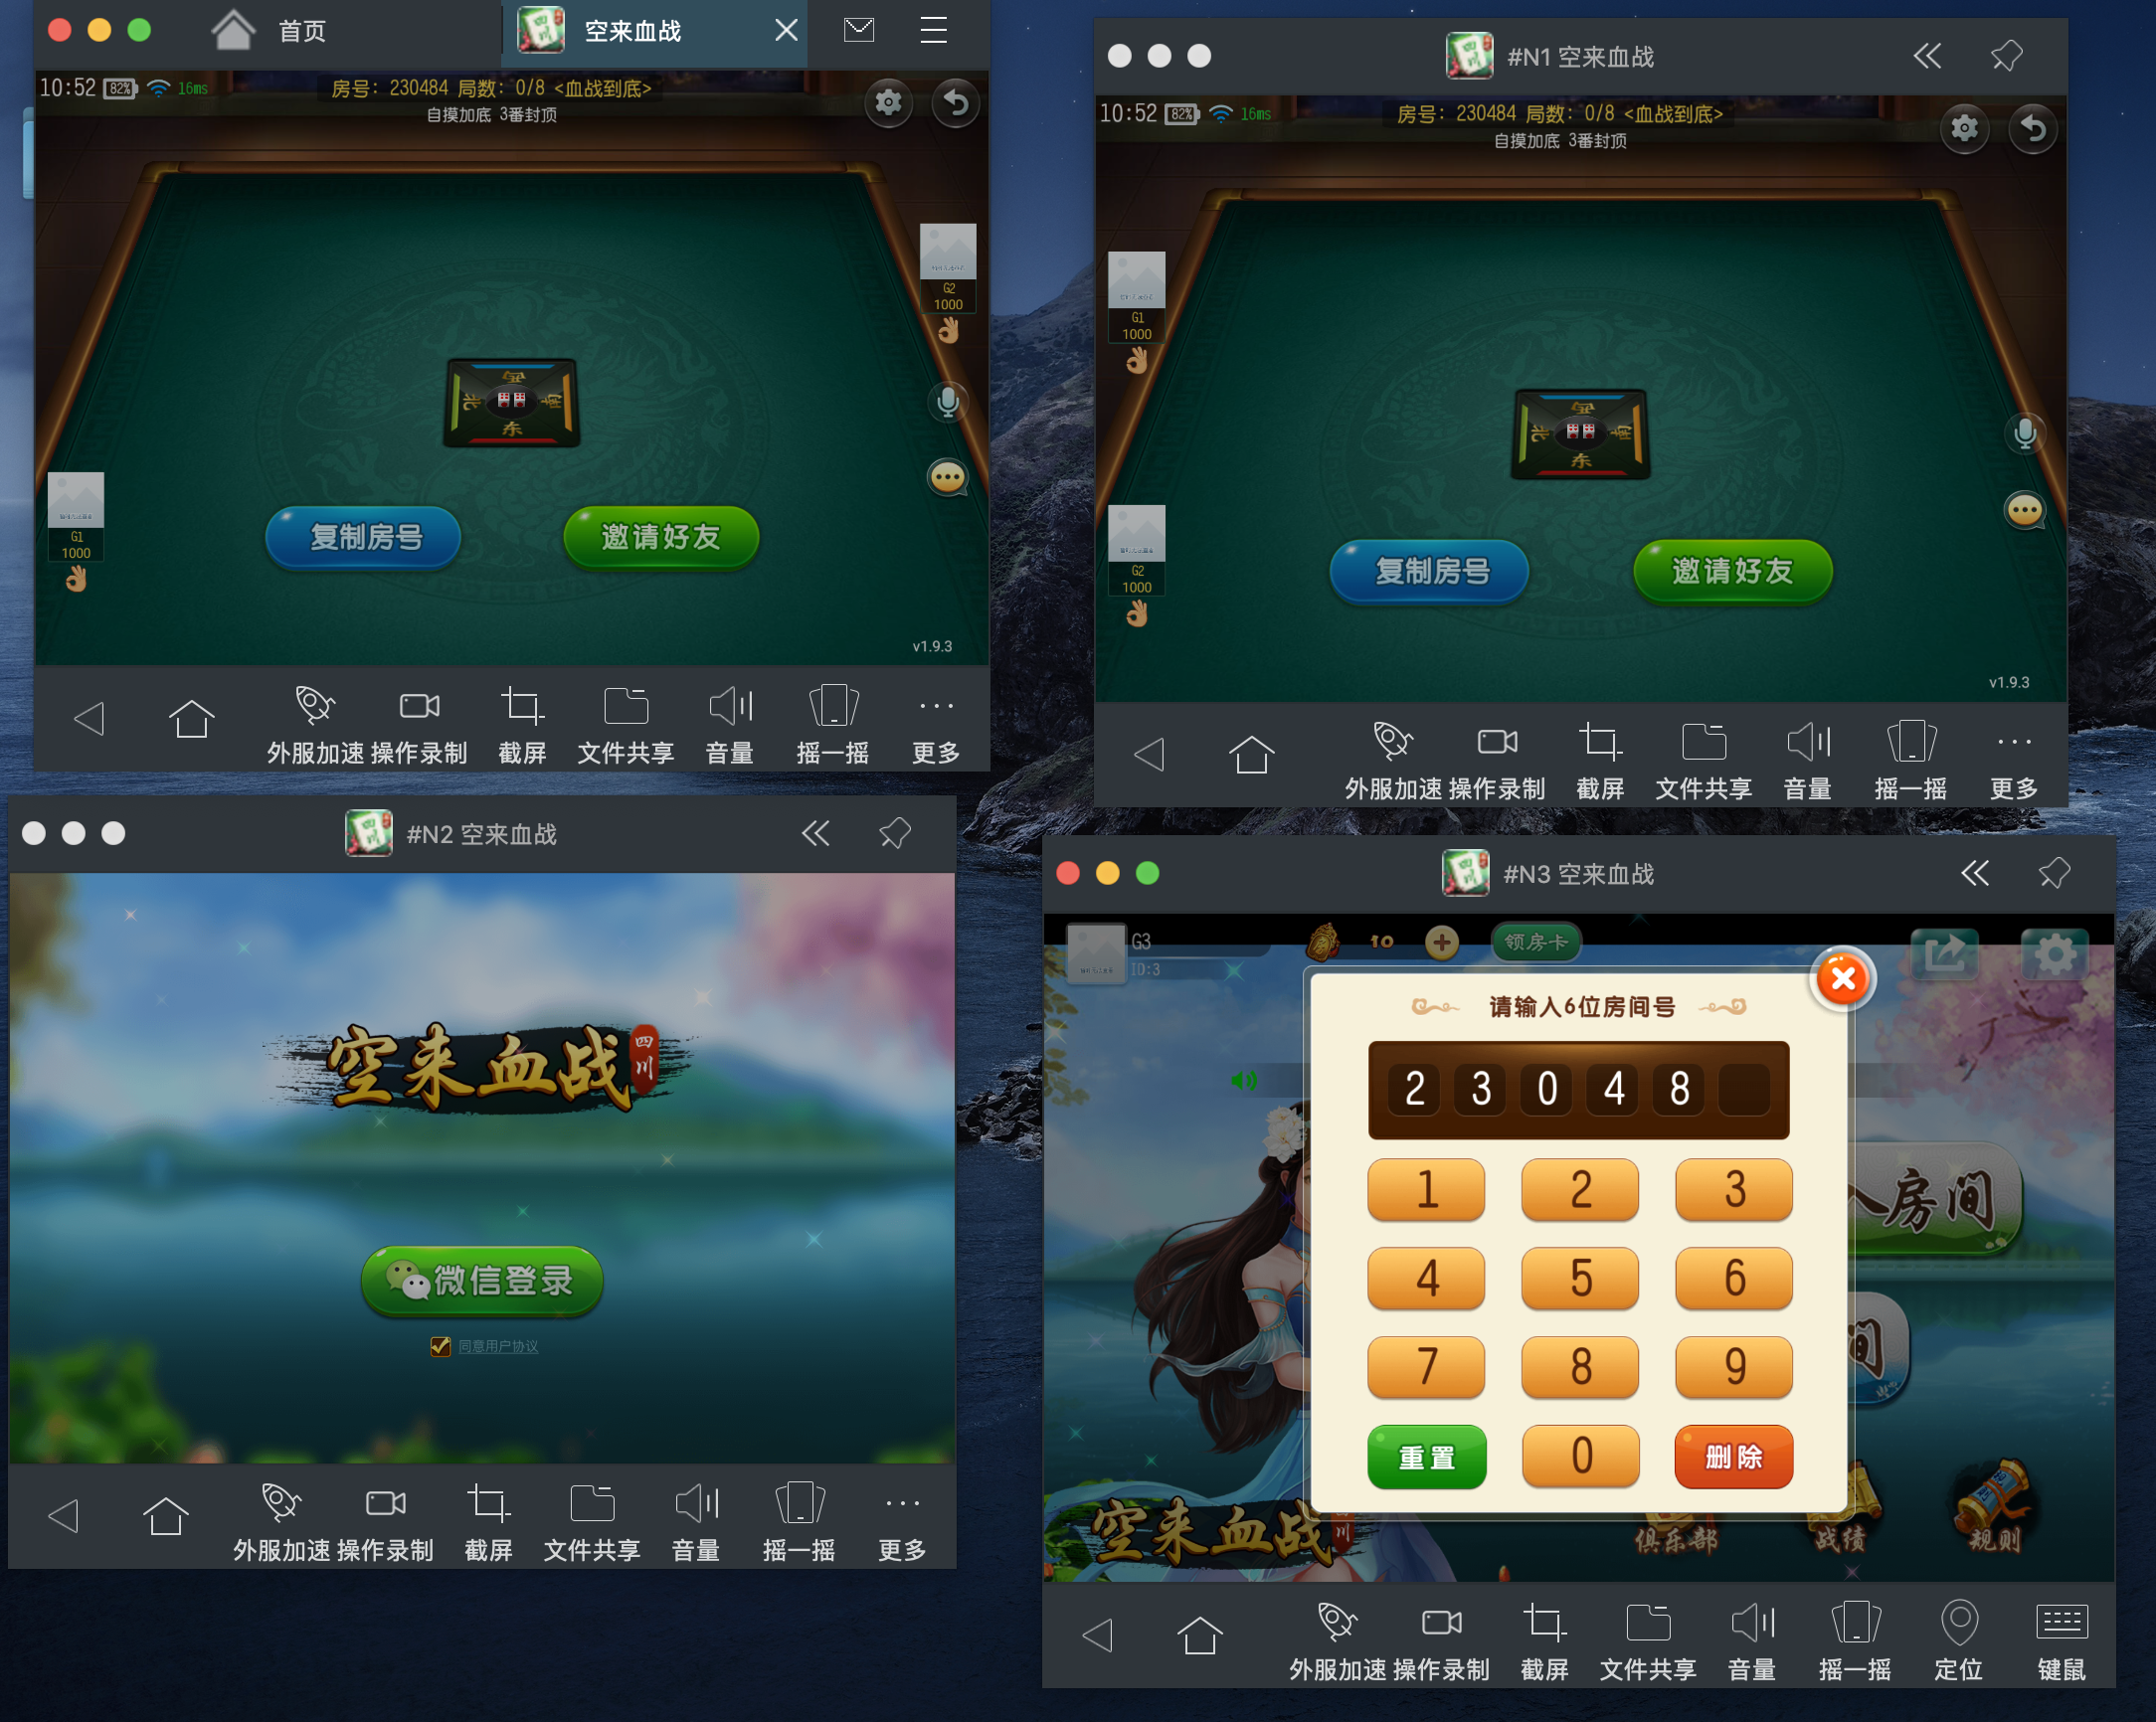 首页
空来血战
10:52 82% 16ms
房号: 230484 局数: 0/8 <血战到底>
自摸加底 3番封顶
G2
1000
北
东
G1
1000
复制房号
邀请好友
v1.9.3
外服加速 操作录制 截屏 文件共享 音量 摇一摇 更多
#N1 空来血战
10:52 82% 16ms
房号: 230484 局数: 0/8 <血战到底>
自摸加底 3番封顶
G1
1000
北
东
G2
1000
复制房号
邀请好友
v1.9.3
外服加速 操作录制 截屏 文件共享 音量 摇一摇 更多
#N2 空来血战
空来血战
四川
微信登录
同意用户协议
外服加速 操作录制 截屏 文件共享 音量 摇一摇 更多
#N3 空来血战
G3
ID:3
10
领房卡
请输入6位房间号
2 3 0 4 8
1 2 3
4 5 6
7 8 9
重置 0 删除
入房间
间
空来血战
川
俱乐部
战绩
规则
外服加速 操作录制 截屏 文件共享 音量 摇一摇 定位 键鼠